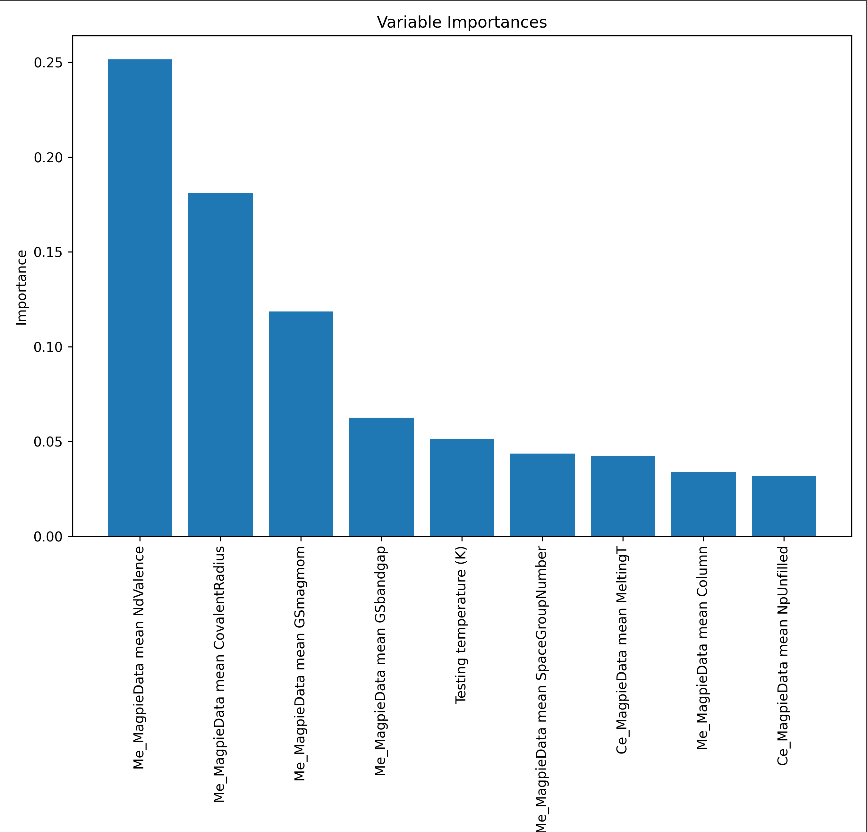 Variable Importances
Importance
0.25
0.20
0.15
0.10
0.05
0.00
Me_MagpieData mean NdValence
Me_MagpieData mean CovalentRadius
Me_MagpieData mean GSmagmom
Me_MagpieData mean GSbandgap
Testing temperature (K)
Me_MagpieData mean SpaceGroupNumber
Ce_MagpieData mean MeltingT
Me_MagpieData mean Column
Ce_MagpieData mean NpUnfilled